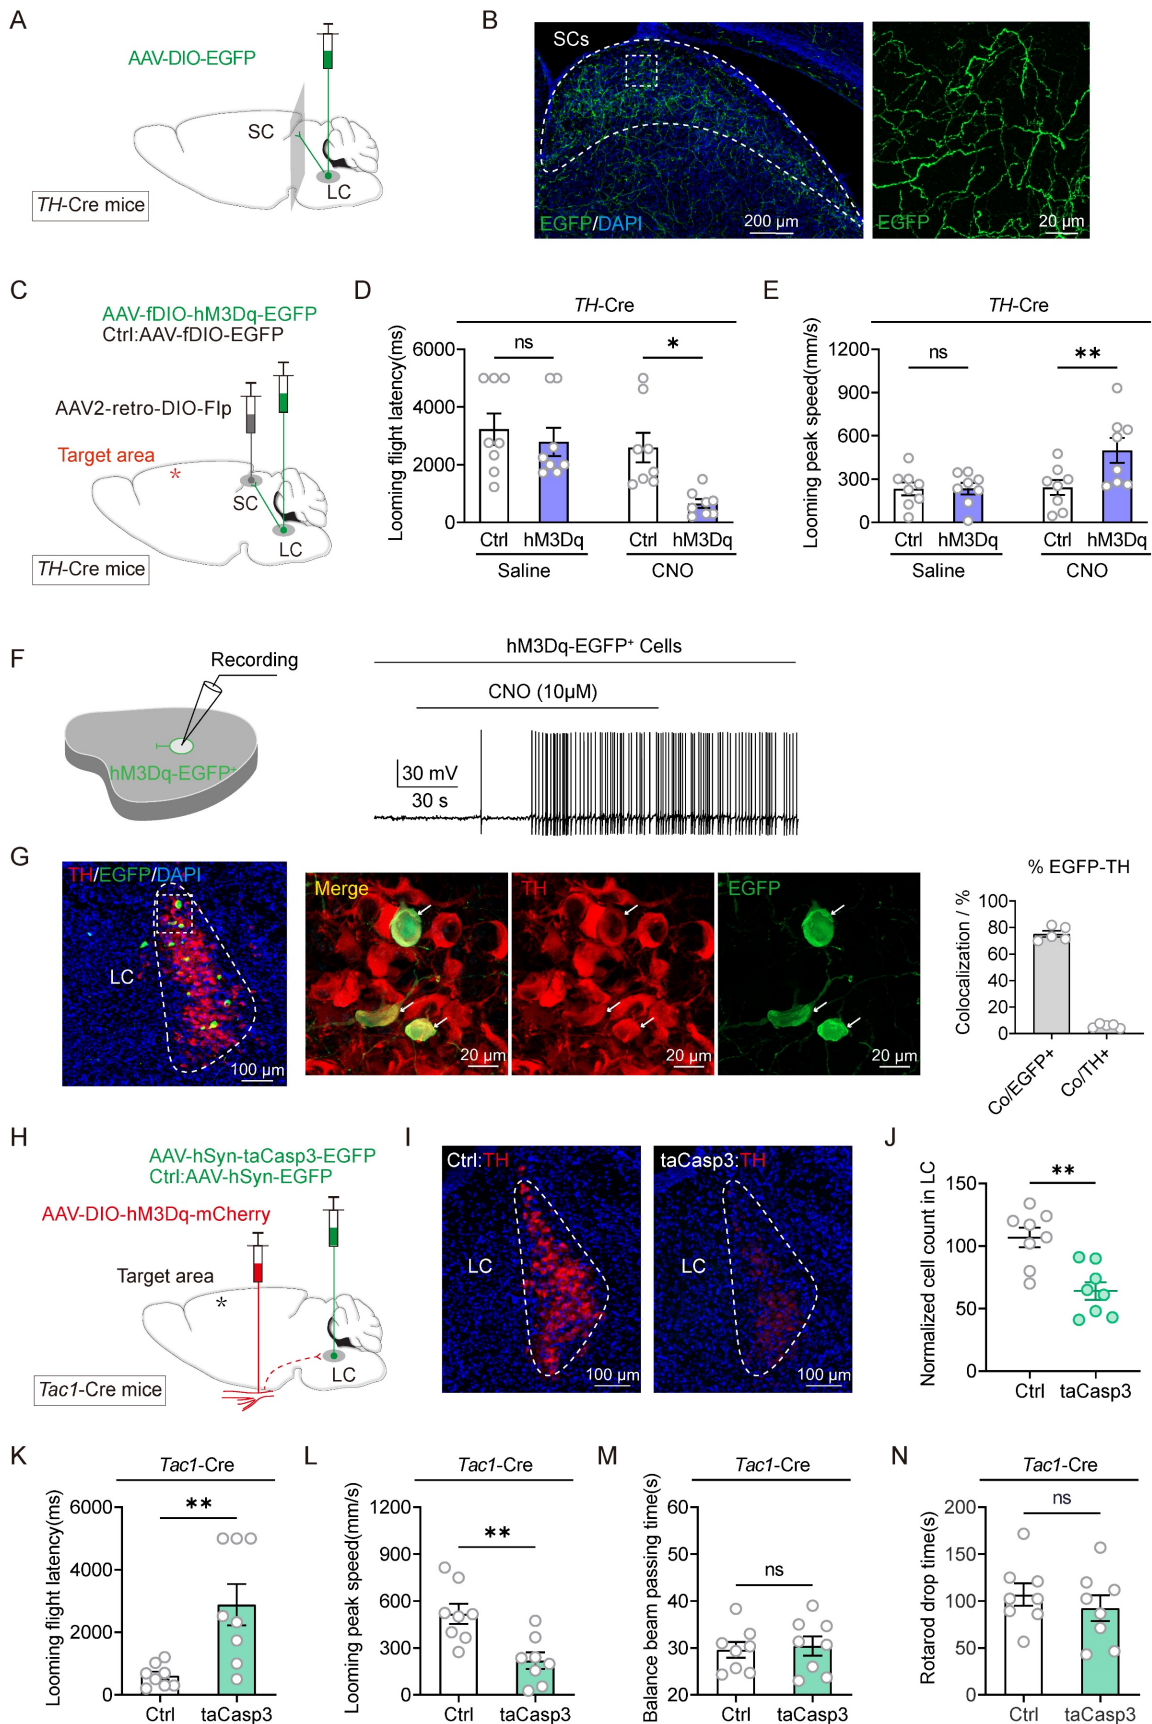 A
AAV-DIO-EGFP
SC
LC
TH-Cre mice
B
SCs
EGFP/DAPI
200 µm
EGFP
20 µm
C
AAV-fDIO-hM3Dq-EGFP
Ctrl:AAV-fDIO-EGFP
AAV2-retro-DIO-Flp
Target area
*
SC
LC
TH-Cre mice
D
TH-Cre
Looming flight latency(ms)
6000
4000
2000
0
ns
*
Ctrl hM3Dq Ctrl hM3Dq
Saline CNO
E
TH-Cre
Looming peak speed(mm/s)
1200
900
600
300
0
ns
**
Ctrl hM3Dq Ctrl hM3Dq
Saline CNO
F
Recording
hM3Dq-EGFP+
hM3Dq-EGFP+ Cells
CNO (10µM)
30 mV
30 s
G
TH/EGFP/DAPI
LC
100 µm
Merge
20 µm
TH
20 µm
EGFP
20 µm
% EGFP-TH
Colocalization / %
100
80
60
40
20
0
Co/EGFP+
Co/TH+
H
AAV-hSyn-taCasp3-EGFP
Ctrl:AAV-hSyn-EGFP
AAV-DIO-hM3Dq-mCherry
Target area
*
LC
Tac1-Cre mice
I
Ctrl:TH
LC
100 µm
taCasp3:TH
LC
100 µm
J
Normalized cell count in LC
150
100
50
0
**
Ctrl taCasp3
K
Tac1-Cre
Looming flight latency(ms)
6000
4000
2000
0
**
Ctrl taCasp3
L
Tac1-Cre
Looming peak speed(mm/s)
1200
900
600
300
0
**
Ctrl taCasp3
M
Tac1-Cre
Balance beam passing time(s)
60
50
40
30
20
ns
Ctrl taCasp3
N
Tac1-Cre
Rotarod drop time(s)
200
150
100
50
0
ns
Ctrl taCasp3